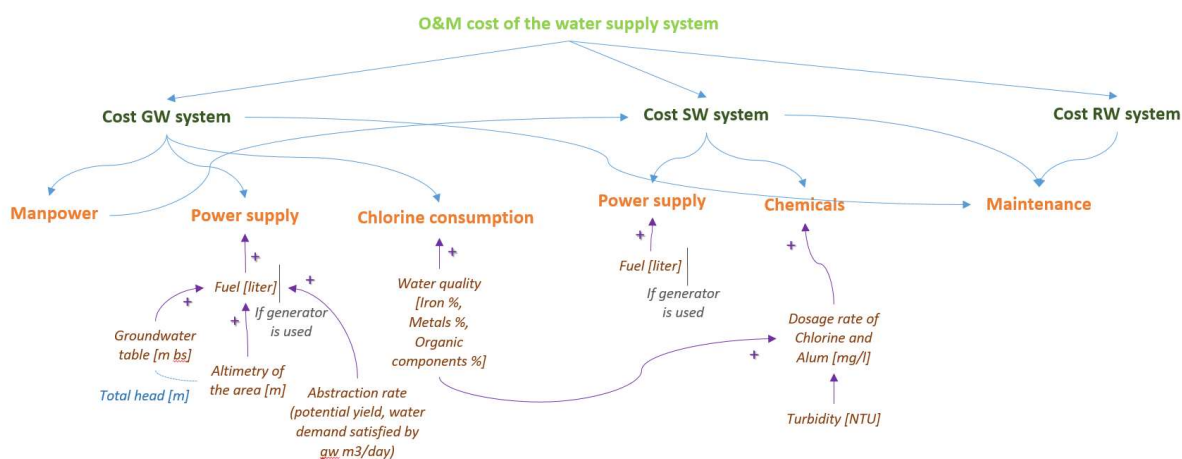 O&M cost of the water supply system
Cost GW system
Cost SW system
Cost RW system
Manpower
Power supply
Chlorine consumption
Power supply
Chemicals
Maintenance
+
+
+
+
Fuel [liter]
+
If generator
is used
+
+
Water quality
[Iron %,
Metals %,
Organic
components %]
Fuel [liter]
If generator
is used
Groundwater
table [m bs]
Total head [m]
Altimetry of
the area [m]
Abstraction rate
(potential yield, water
demand satisfied by
gw m3/day)
Dosage rate of
Chlorine and
Alum [mg/l]
+
Turbidity [NTU]